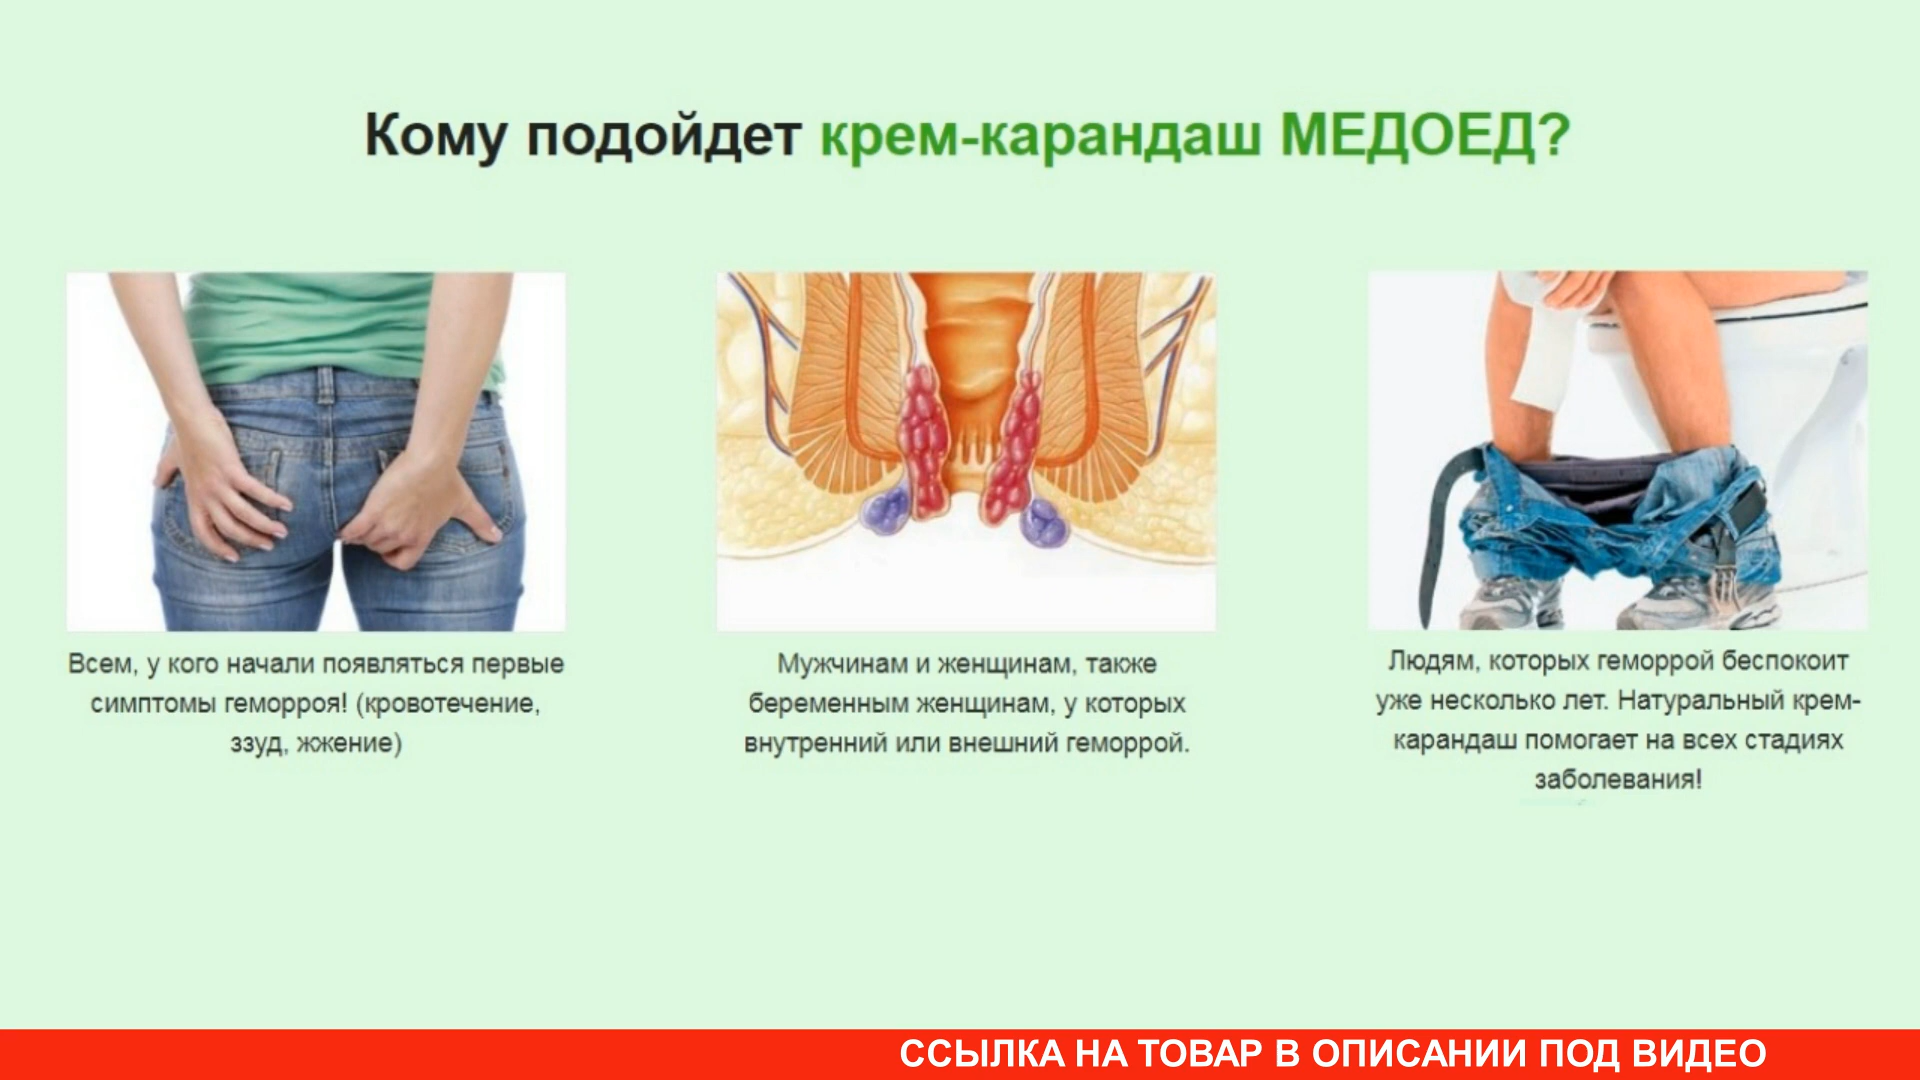 Кому подойдет крем-карандаш МЕДОЕД?
Всем, у кого начали появляться первые
симптомы геморроя! (кровотечение,
ззуд, жжение)
Мужчинам и женщинам, также
беременным женщинам, у которых
внутренний или внешний геморрой.
Людям, которых геморрой беспокоит
уже несколько лет. Натуральный крем-
карандаш помогает на всех стадиях
заболевания!
ССЫЛКА НА ТОВАР В ОПИСАНИИ ПОД ВИДЕО